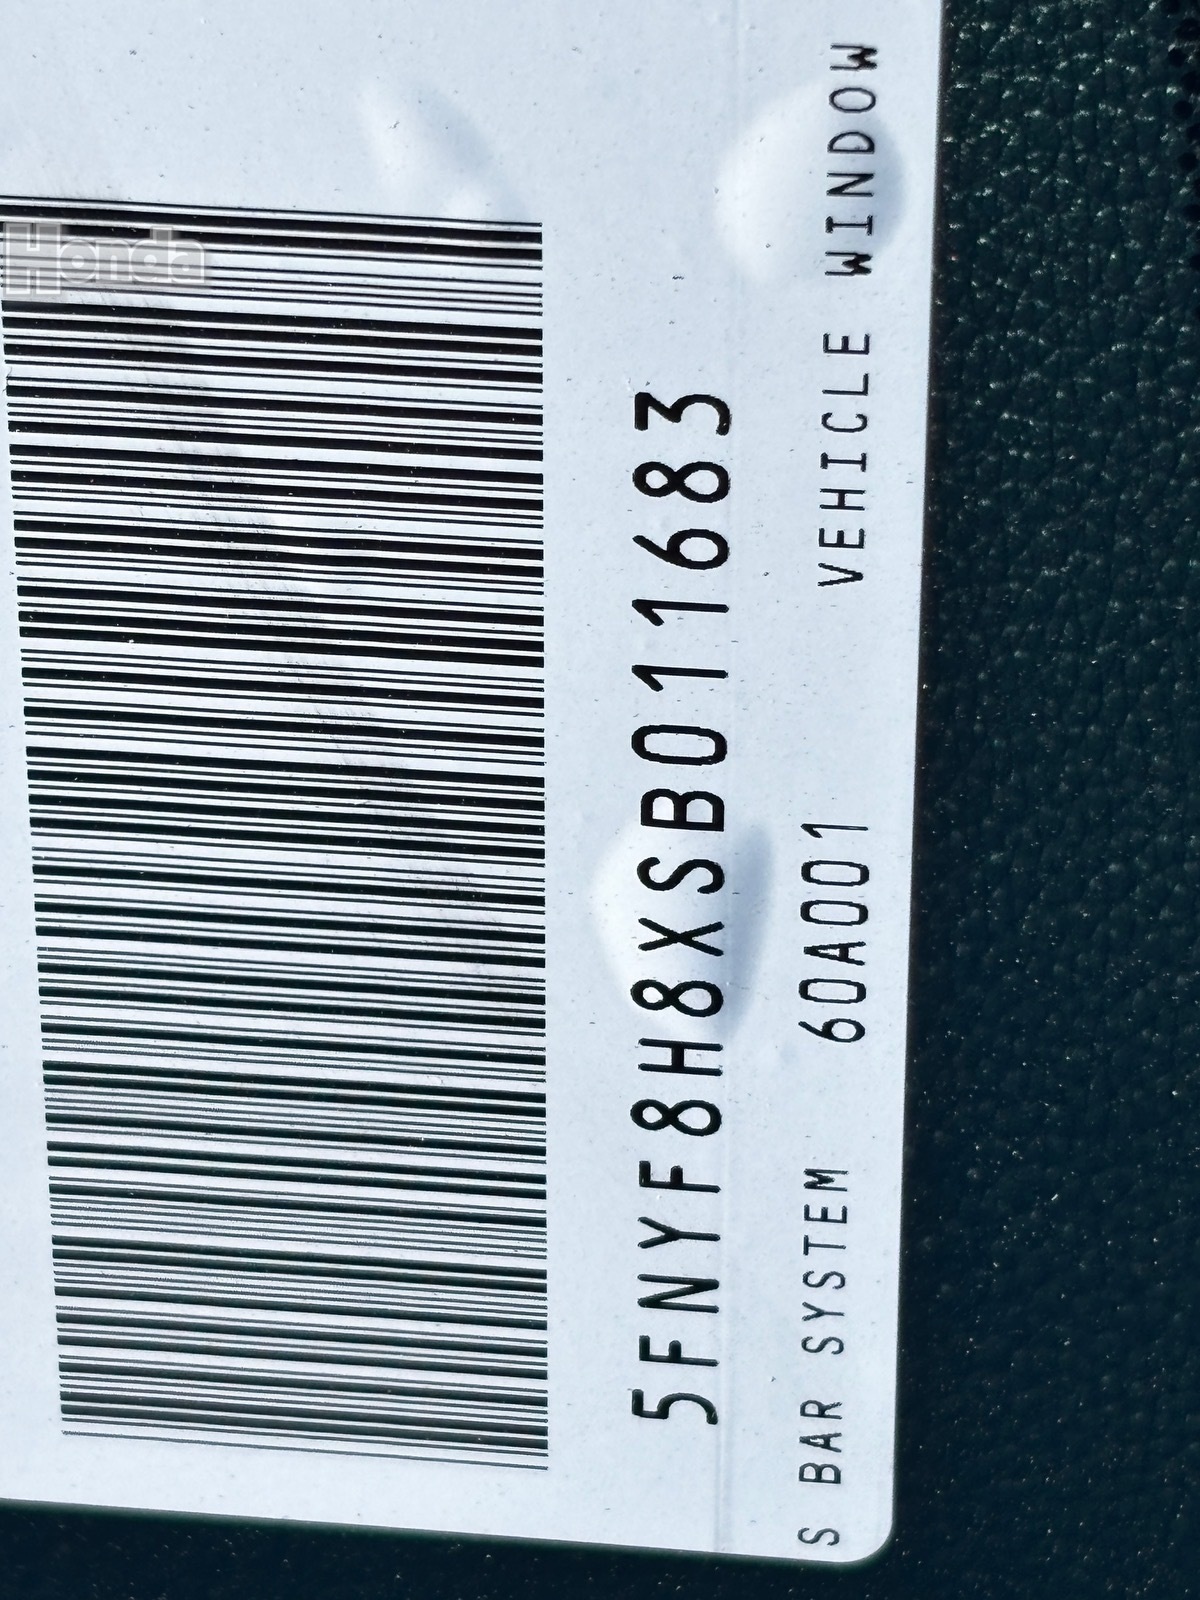 Honda
5FNYF8H8XSB011683
S BAR SYSTEM 60A001 VEHICLE WINDOW